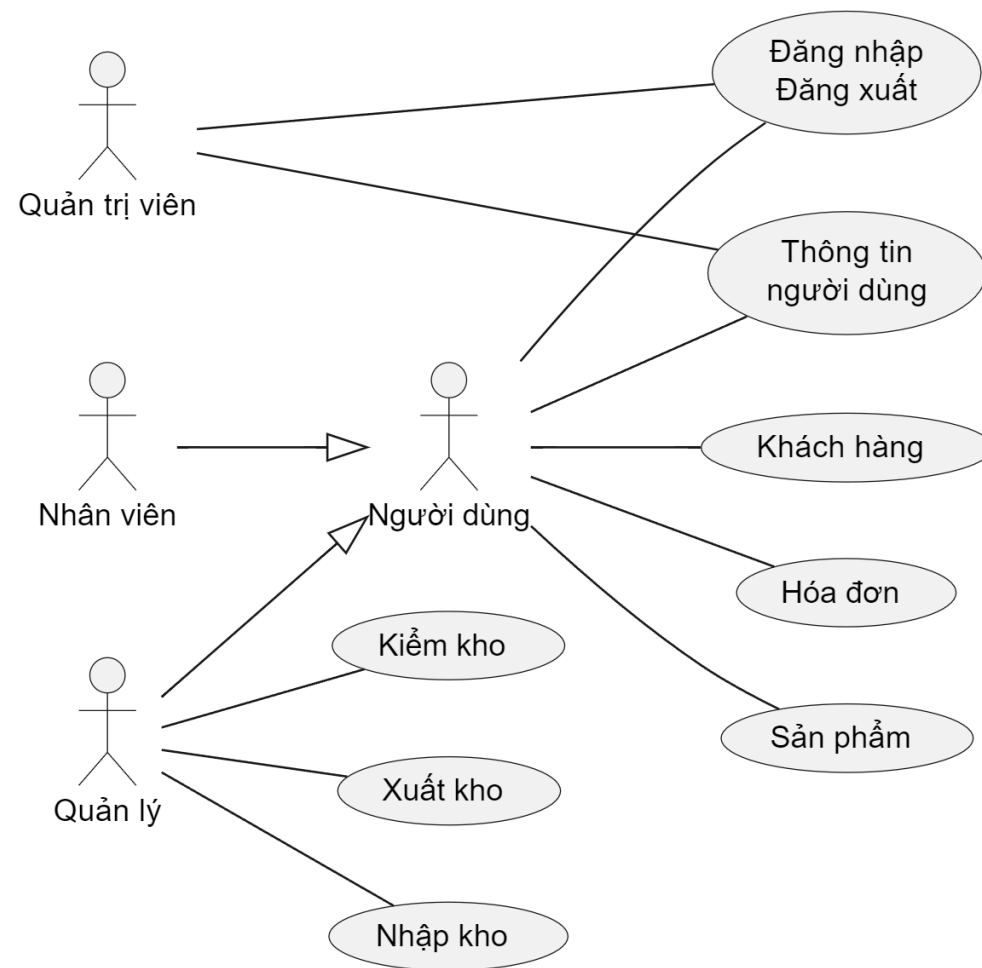 Đăng nhập
Đăng xuất
Quản trị viên
Thông tin
người dùng
Khách hàng
Nhân viên
Người dùng
Hóa đơn
Kiểm kho
Sản phẩm
Xuất kho
Quản lý
Nhập kho